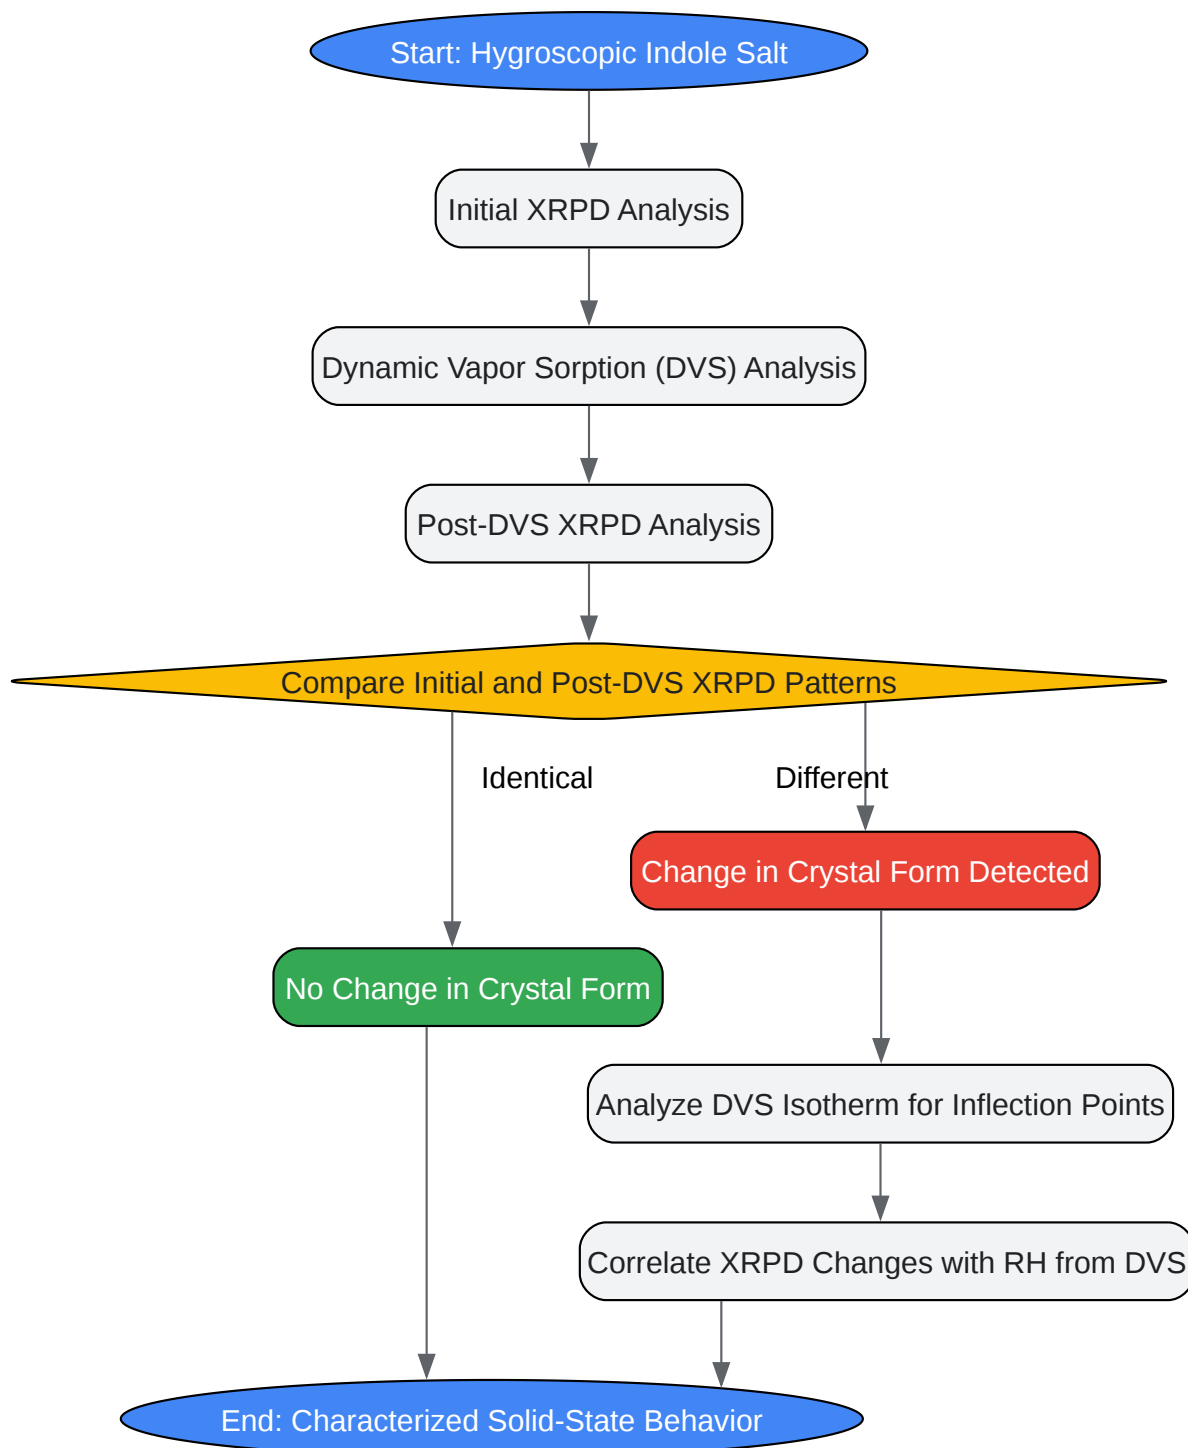 Start: Hygroscopic Indole Salt
Initial XRPD Analysis
Dynamic Vapor Sorption (DVS) Analysis
Post-DVS XRPD Analysis
Compare Initial and Post-DVS XRPD Patterns
Identical
Different
Change in Crystal Form Detected
No Change in Crystal Form
Analyze DVS Isotherm for Inflection Points
Correlate XRPD Changes with RH from DVS
End: Characterized Solid-State Behavior